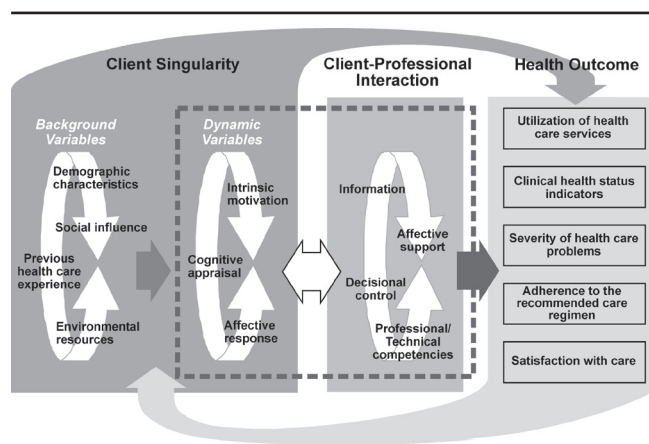 Client Singularity
Client-Professional
Interaction
Health Outcome
Background
Variables
Demographic
characteristics
Social influence
Previous
health care
experience
Environmental
resources
Dynamic
Variables
Intrinsic
motivation
Cognitive
appraisal
Affective
response
Information
Affective
support
Decisional
control
Professional/
Technical
competencies
Utilization of health
care services
Clinical health status
indicators
Severity of health care
problems
Adherence to the
recommended care
regimen
Satisfaction with care